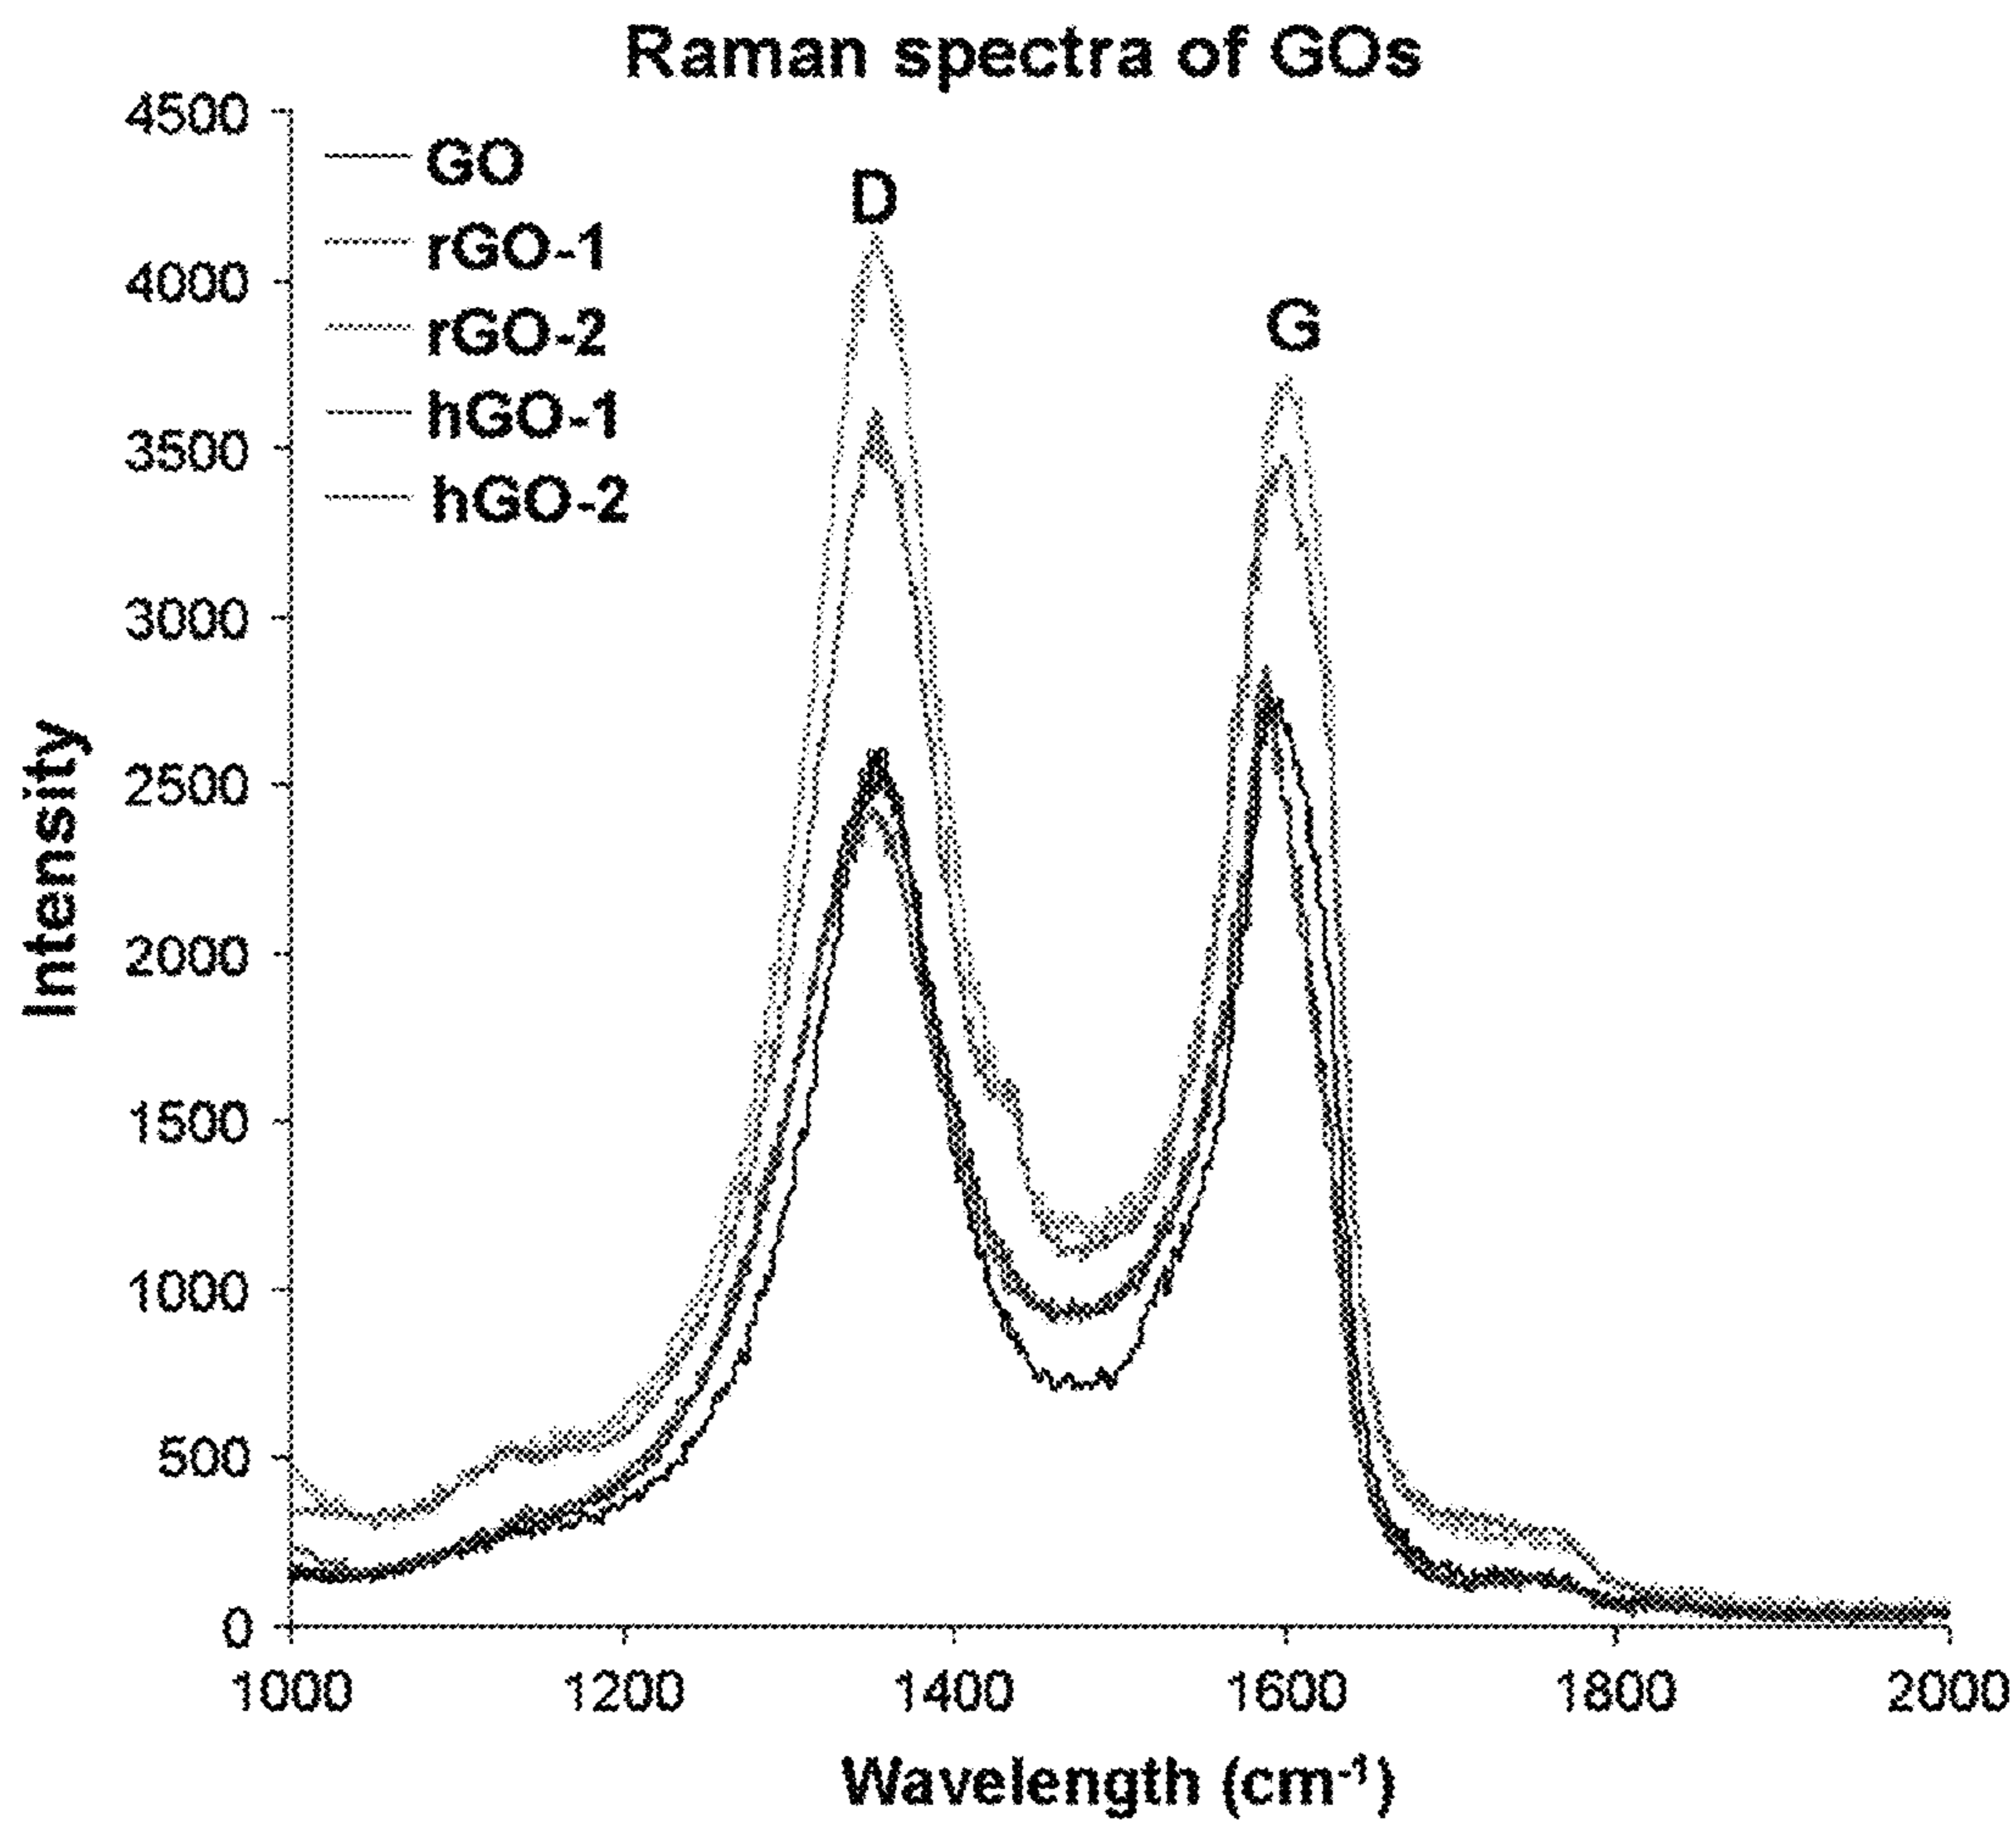 Raman spectra of GOs
4500
4000
3500
3000
2500
2000
1500
1000
500
0
Intensity
GO
rGO-1
rGO-2
hGO-1
hGO-2
D
G
1000 1200 1400 1600 1800 2000
Wavelength (cm⁻¹)